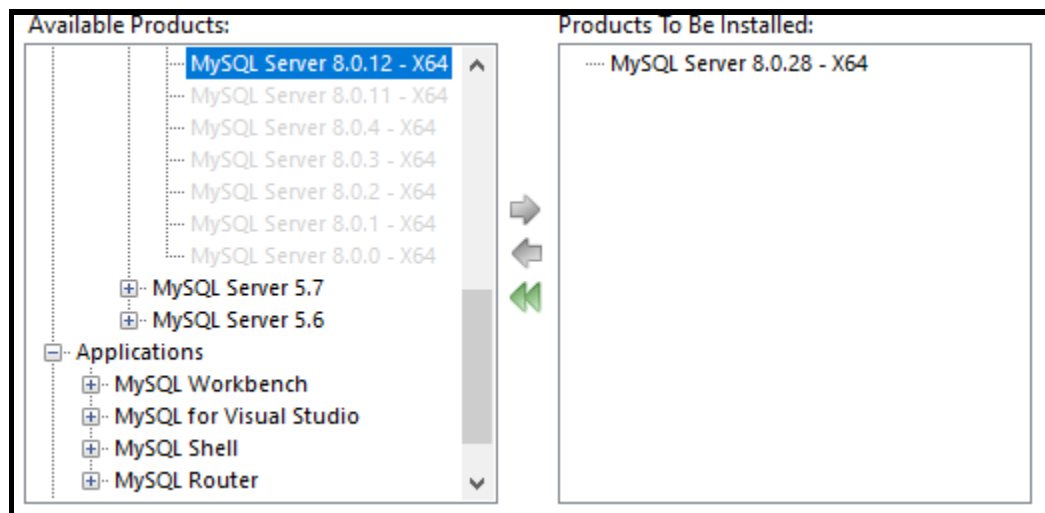 Available Products:
Products To Be Installed:
MySQL Server 8.0.12 - X64
MySQL Server 8.0.11 - X64
MySQL Server 8.0.4 - X64
MySQL Server 8.0.3 - X64
MySQL Server 8.0.2 - X64
MySQL Server 8.0.1 - X64
MySQL Server 8.0.0 - X64
MySQL Server 5.7
MySQL Server 5.6
Applications
MySQL Workbench
MySQL for Visual Studio
MySQL Shell
MySQL Router
MySQL Server 8.0.28 - X64